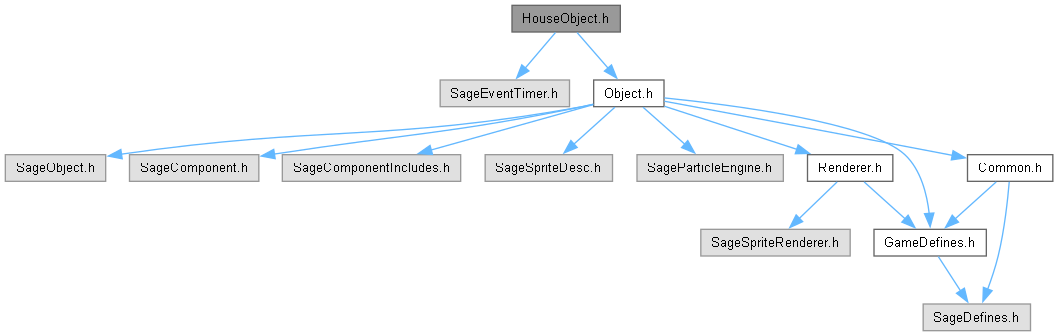 HouseObject.h
SageEventTimer.h
Object.h
SageObject.h
SageComponent.h
SageComponentIncludes.h
SageSpriteDesc.h
SageParticleEngine.h
Renderer.h
Common.h
SageSpriteRenderer.h
GameDefines.h
SageDefines.h